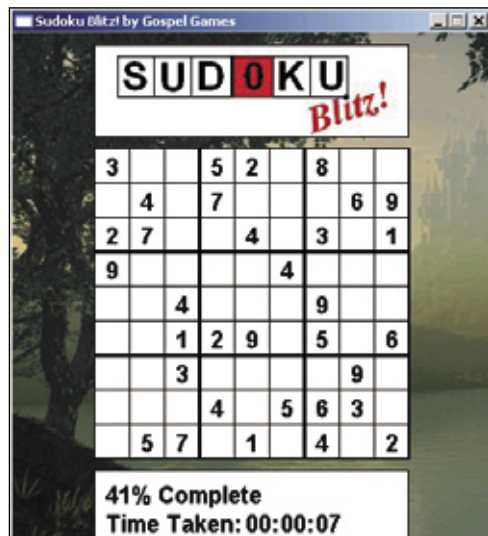 Sudoku Blitz! by Gospel Games
SUDOKU
Blitz!
3 5 2 8
4 7 6 9
2 7 4 3 1
9 4
4 9
1 2 9 5 6
3 9
4 5 6 3
5 7 1 4 2
41% Complete
Time Taken: 00:00:07